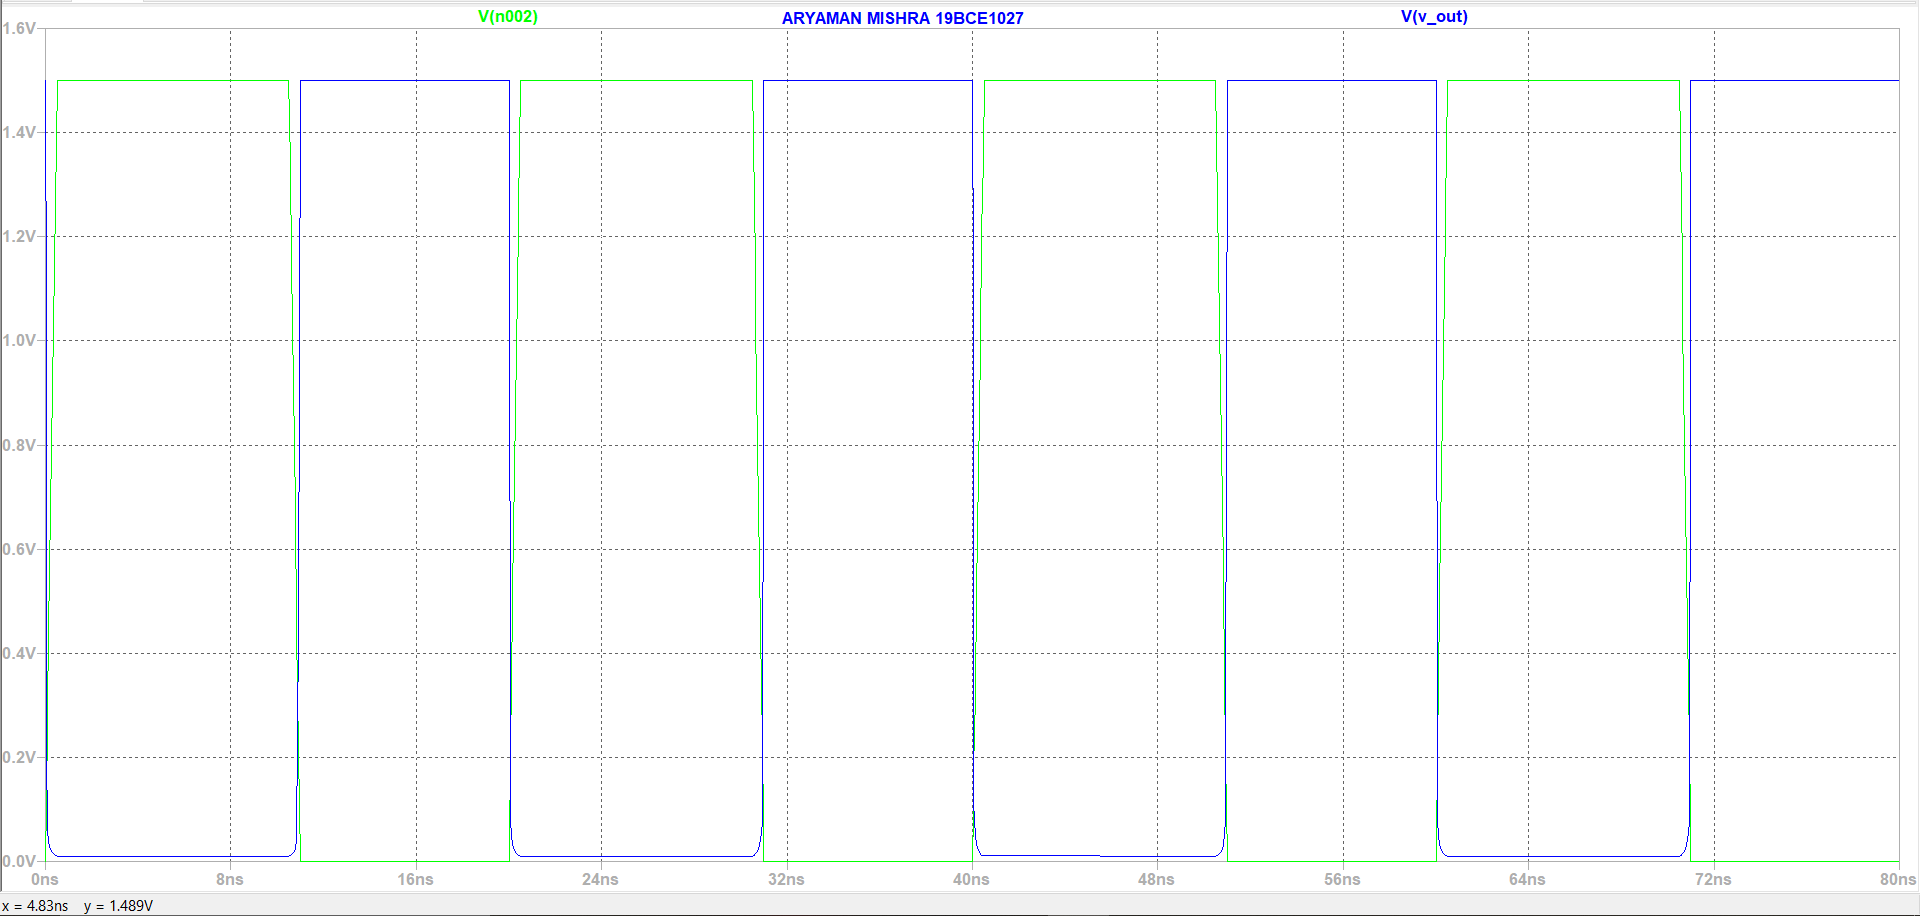 V(n002) ARYAMAN MISHRA 19BCE1027 V(v_out)
1.6V
1.4V
1.2V
1.0V
0.8V
0.6V
0.4V
0.2V
0.0V
0ns 8ns 16ns 24ns 32ns 40ns 48ns 56ns 64ns 72ns 80ns
x = 4.83ns y = 1.489V